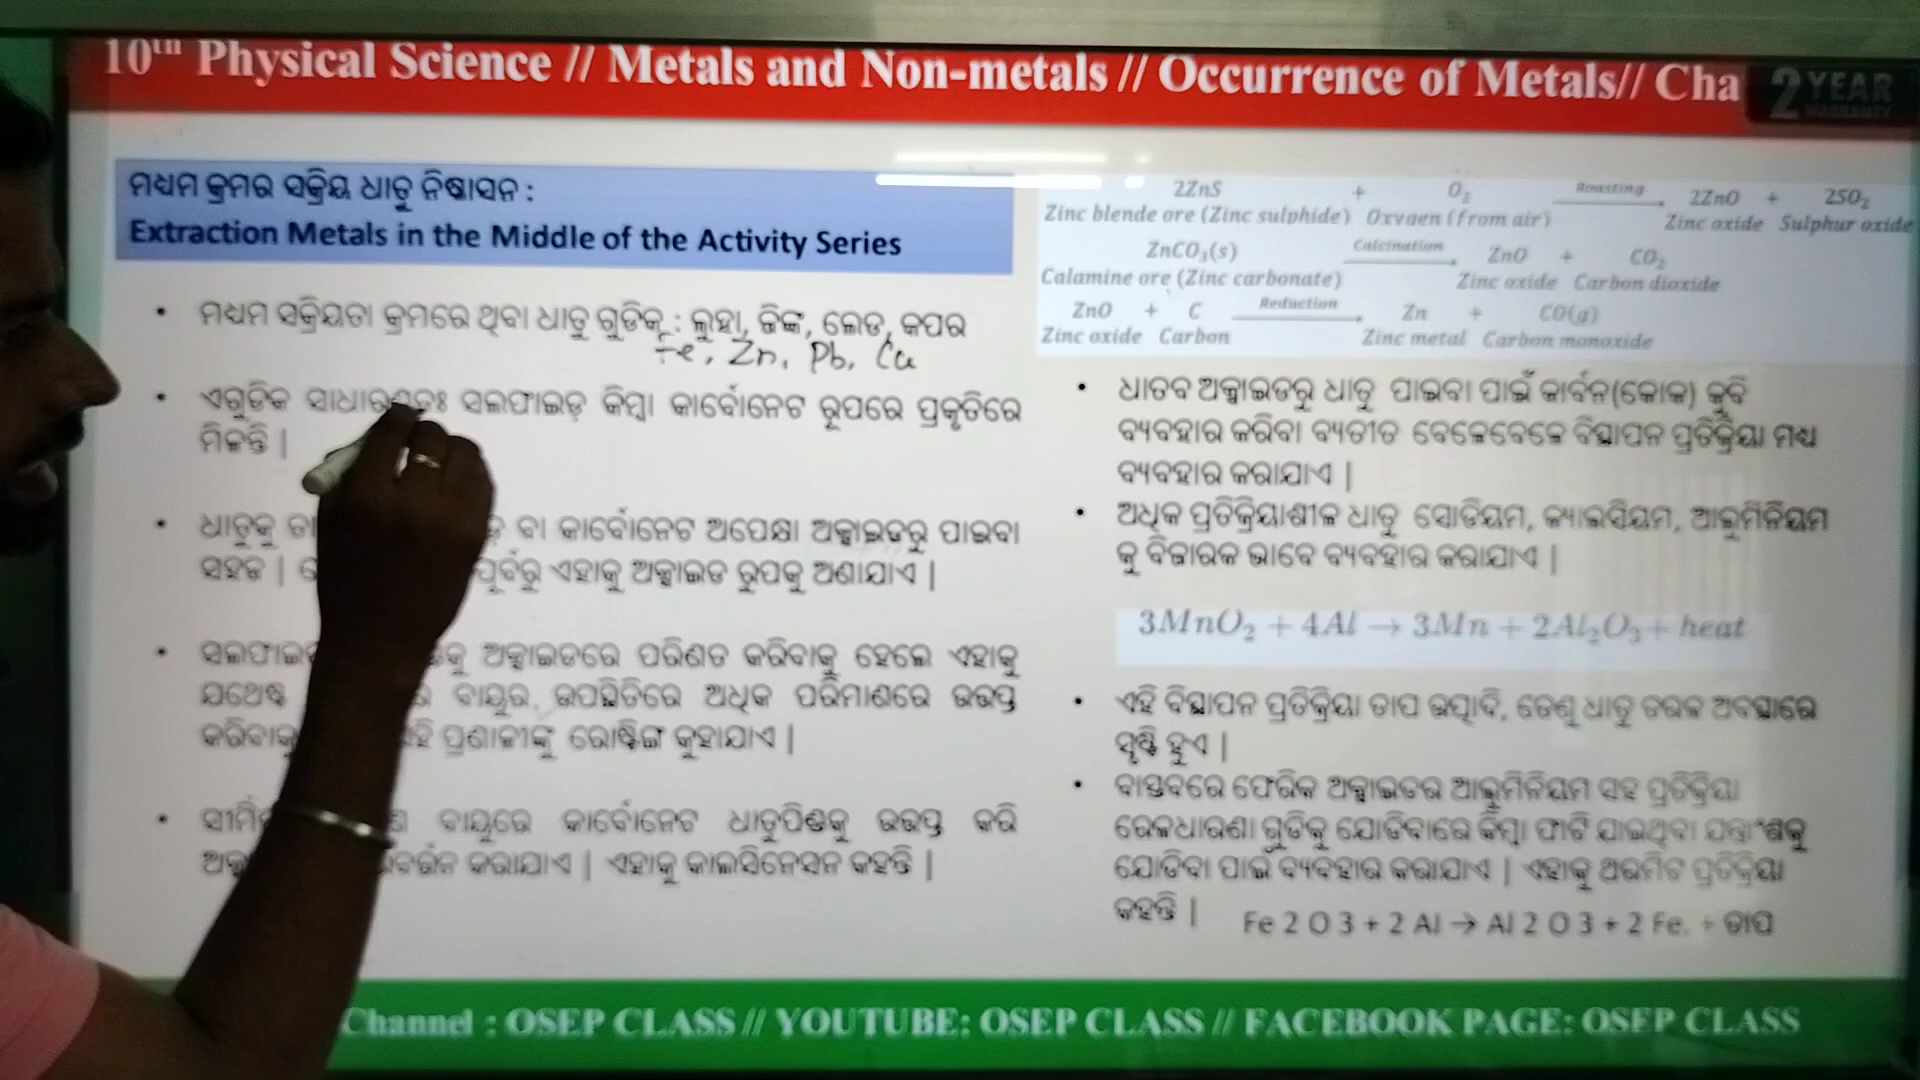 10th Physical Science // Metals and Non-metals // Occurrence of Metals// Cha
2 YEAR
WARRANTY
ମଧ୍ୟମ କ୍ରମର ସକ୍ରିୟ ଧାତୁ ନିଷ୍କାସନ :
Extraction Metals in the Middle of the Activity Series
• ମଧ୍ୟମ ସକ୍ରିୟତା କ୍ରମରେ ଥିବା ଧାତୁ ଗୁଡିକ : ଲୁହା, ଜିଙ୍କ, ଲେଡ, କପର
Fe, Zn, Pb, Cu
• ଏଗୁଡିକ ସାଧାରଣତଃ ସଲଫାଇଡ଼ କିମ୍ବା କାର୍ବୋନେଟ ରୂପରେ ପ୍ରକୃତିରେ
ମିଳନ୍ତି |
• ଧାତୁକୁ ବା କାର୍ବୋନେଟ ଅପେକ୍ଷା ଅକ୍ସାଇଡରୁ ପାଇବା
ସହଜ | ପୂର୍ବରୁ ଏହାକୁ ଅକ୍ସାଇଡ ରୁପକୁ ଅଣାଯାଏ |
• ଅକ୍ସାଇଡରେ ପରିଣତ କରିବାକୁ ହେଲେ ଏହାକୁ
ଯଥେଷ୍ଟ ବାୟୁର ଉପସ୍ଥିତିରେ ଅଧିକ ପରିମାଣରେ ଉତ୍ତପ୍ତ
ପ୍ରଣାଳୀଙ୍କୁ ରୋଷ୍ଟିଙ୍ଗ କୁହାଯାଏ |
• ବାୟୁରେ କାର୍ବୋନେଟ ଧାତୁପିଣ୍ଡକୁ ଉତ୍ତପ୍ତ କରି
କରାଯାଏ | ଏହାକୁ କାଲସିନେସନ କହନ୍ତି |
2ZnS + O2 Roasting 2ZnO + 2SO2
Zinc blende ore (Zinc sulphide) Oxygen (from air) Zinc oxide Sulphur oxide
ZnCO3(s) Calcination ZnO + CO2
Calamine ore (Zinc carbonate) Zinc oxide Carbon dioxide
ZnO + C Reduction Zn + CO(g)
Zinc oxide Carbon Zinc metal Carbon monoxide
• ଧାତବ ଅକ୍ସାଇଡରୁ ଧାତୁ ପାଇବା ପାଇଁ କାର୍ବନ(କୋକ) କୁବି
ବ୍ୟବହାର କରିବା ବ୍ୟତୀତ ବେଳେବେଳେ ବିସ୍ଥାପନ ପ୍ରତିକ୍ରିୟା ମଧ୍ୟ
ବ୍ୟବହାର କରାଯାଏ |
• ଅଧିକ ପ୍ରତିକ୍ରିୟାଶୀଳ ଧାତୁ ସୋଡିୟମ, କ୍ୟାଲସିୟମ, ଆଲୁମିନିୟମ
କୁ ବିଜାରକ ଭାବେ ବ୍ୟବହାର କରାଯାଏ |
3MnO2 + 4Al → 3Mn + 2Al2O3 + heat
• ଏହି ବିସ୍ଥାପନ ପ୍ରତିକ୍ରିୟା ତାପ ଉତ୍ପାଦି, ତେଣୁ ଧାତୁ ତରଳ ଅବସ୍ଥାରେ
ସୃଷ୍ଟି ହୁଏ |
• ବାସ୍ତବରେ ଫେରିକ ଅକ୍ସାଇଡର ଆଲୁମିନିୟମ ସହ ପ୍ରତିକ୍ରିୟା
ରେଳଧାରଣା ଗୁଡିକୁ ଯୋଡିବାରେ କିମ୍ବା ଫାଟି ଯାଇଥିବା ଯନ୍ତ୍ରାଂଶକୁ
ଯୋଡିବା ପାଇଁ ବ୍ୟବହାର କରାଯାଏ | ଏହାକୁ ଥରମିଟ ପ୍ରତିକ୍ରିୟା
କହନ୍ତି | Fe 2 O 3 + 2 Al → Al 2 O 3 + 2 Fe. + ତାପ
Channel : OSEP CLASS // YOUTUBE: OSEP CLASS // FACEBOOK PAGE: OSEP CLASS